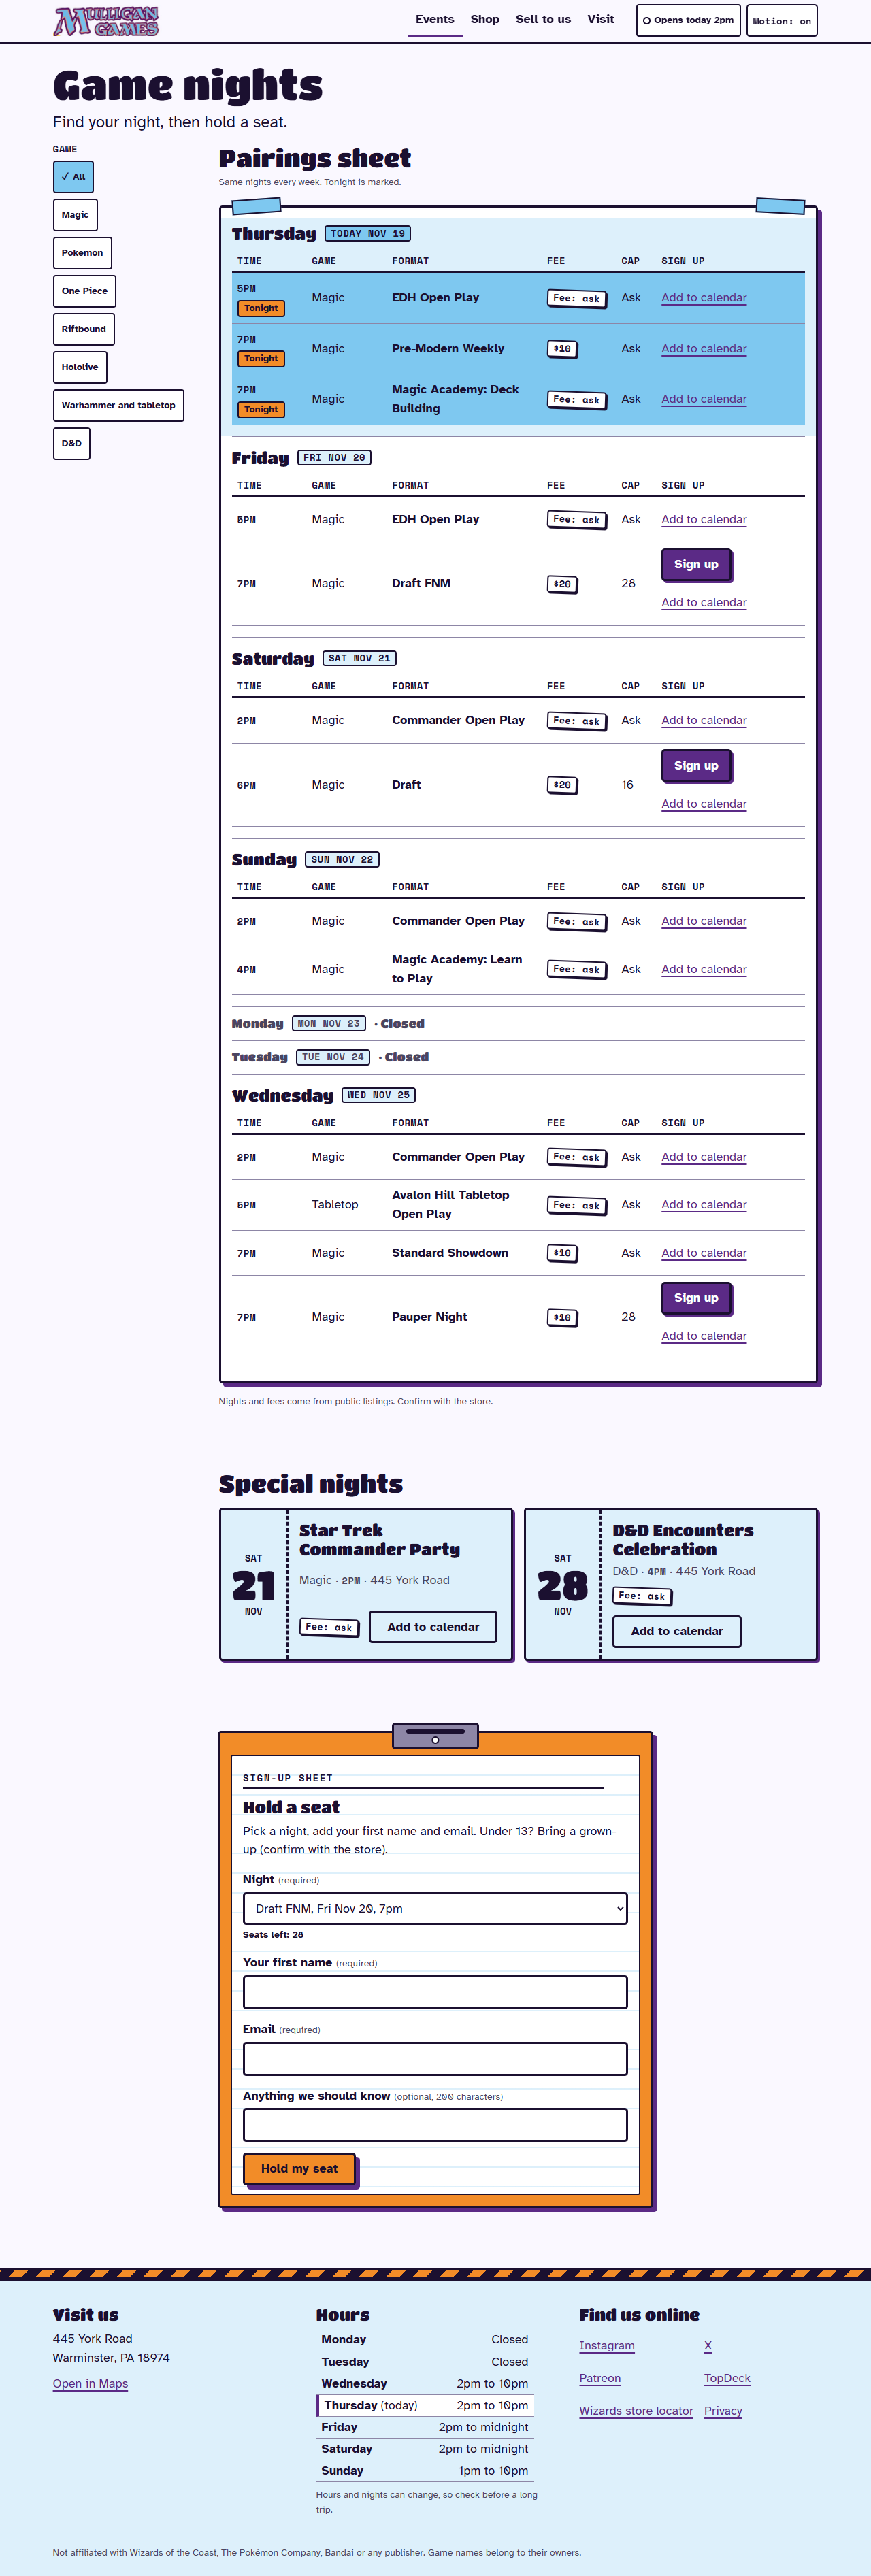 MULLIGAN GAMES
Events Shop Sell to us Visit
Opens today 2pm
Motion: on
Game nights
Find your night, then hold a seat.
GAME
✓ All
Magic
Pokemon
One Piece
Riftbound
Hololive
Warhammer and tabletop
D&D
Pairings sheet
Same nights every week. Tonight is marked.
Thursday TODAY NOV 19
TIME GAME FORMAT FEE CAP SIGN UP
5PM Tonight Magic EDH Open Play Fee: ask Ask Add to calendar
7PM Tonight Magic Pre-Modern Weekly $10 Ask Add to calendar
7PM Tonight Magic Magic Academy: Deck Building Fee: ask Ask Add to calendar
Friday FRI NOV 20
TIME GAME FORMAT FEE CAP SIGN UP
5PM Magic EDH Open Play Fee: ask Ask Add to calendar
7PM Magic Draft FNM $20 28 Sign up
Add to calendar
Saturday SAT NOV 21
TIME GAME FORMAT FEE CAP SIGN UP
2PM Magic Commander Open Play Fee: ask Ask Add to calendar
6PM Magic Draft $20 16 Sign up
Add to calendar
Sunday SUN NOV 22
TIME GAME FORMAT FEE CAP SIGN UP
2PM Magic Commander Open Play Fee: ask Ask Add to calendar
4PM Magic Magic Academy: Learn to Play Fee: ask Ask Add to calendar
Monday MON NOV 23 · Closed
Tuesday TUE NOV 24 · Closed
Wednesday WED NOV 25
TIME GAME FORMAT FEE CAP SIGN UP
2PM Magic Commander Open Play Fee: ask Ask Add to calendar
5PM Tabletop Avalon Hill Tabletop Open Play Fee: ask Ask Add to calendar
7PM Magic Standard Showdown $10 Ask Add to calendar
7PM Magic Pauper Night $10 28 Sign up
Add to calendar
Nights and fees come from public listings. Confirm with the store.
Special nights
SAT
21
NOV
Star Trek
Commander Party
Magic · 2PM · 445 York Road
Fee: ask Add to calendar
SAT
28
NOV
D&D Encounters
Celebration
D&D · 4PM · 445 York Road
Fee: ask
Add to calendar
SIGN-UP SHEET
Hold a seat
Pick a night, add your first name and email. Under 13? Bring a grown-
up (confirm with the store).
Night (required)
Draft FNM, Fri Nov 20, 7pm
Seats left: 28
Your first name (required)
Email (required)
Anything we should know (optional, 200 characters)
Hold my seat
Visit us
445 York Road
Warminster, PA 18974
Open in Maps
Hours
Monday Closed
Tuesday Closed
Wednesday 2pm to 10pm
Thursday (today) 2pm to 10pm
Friday 2pm to midnight
Saturday 2pm to midnight
Sunday 1pm to 10pm
Hours and nights can change, so check before a long
trip.
Find us online
Instagram X
Patreon TopDeck
Wizards store locator Privacy
Not affiliated with Wizards of the Coast, The Pokémon Company, Bandai or any publisher. Game names belong to their owners.